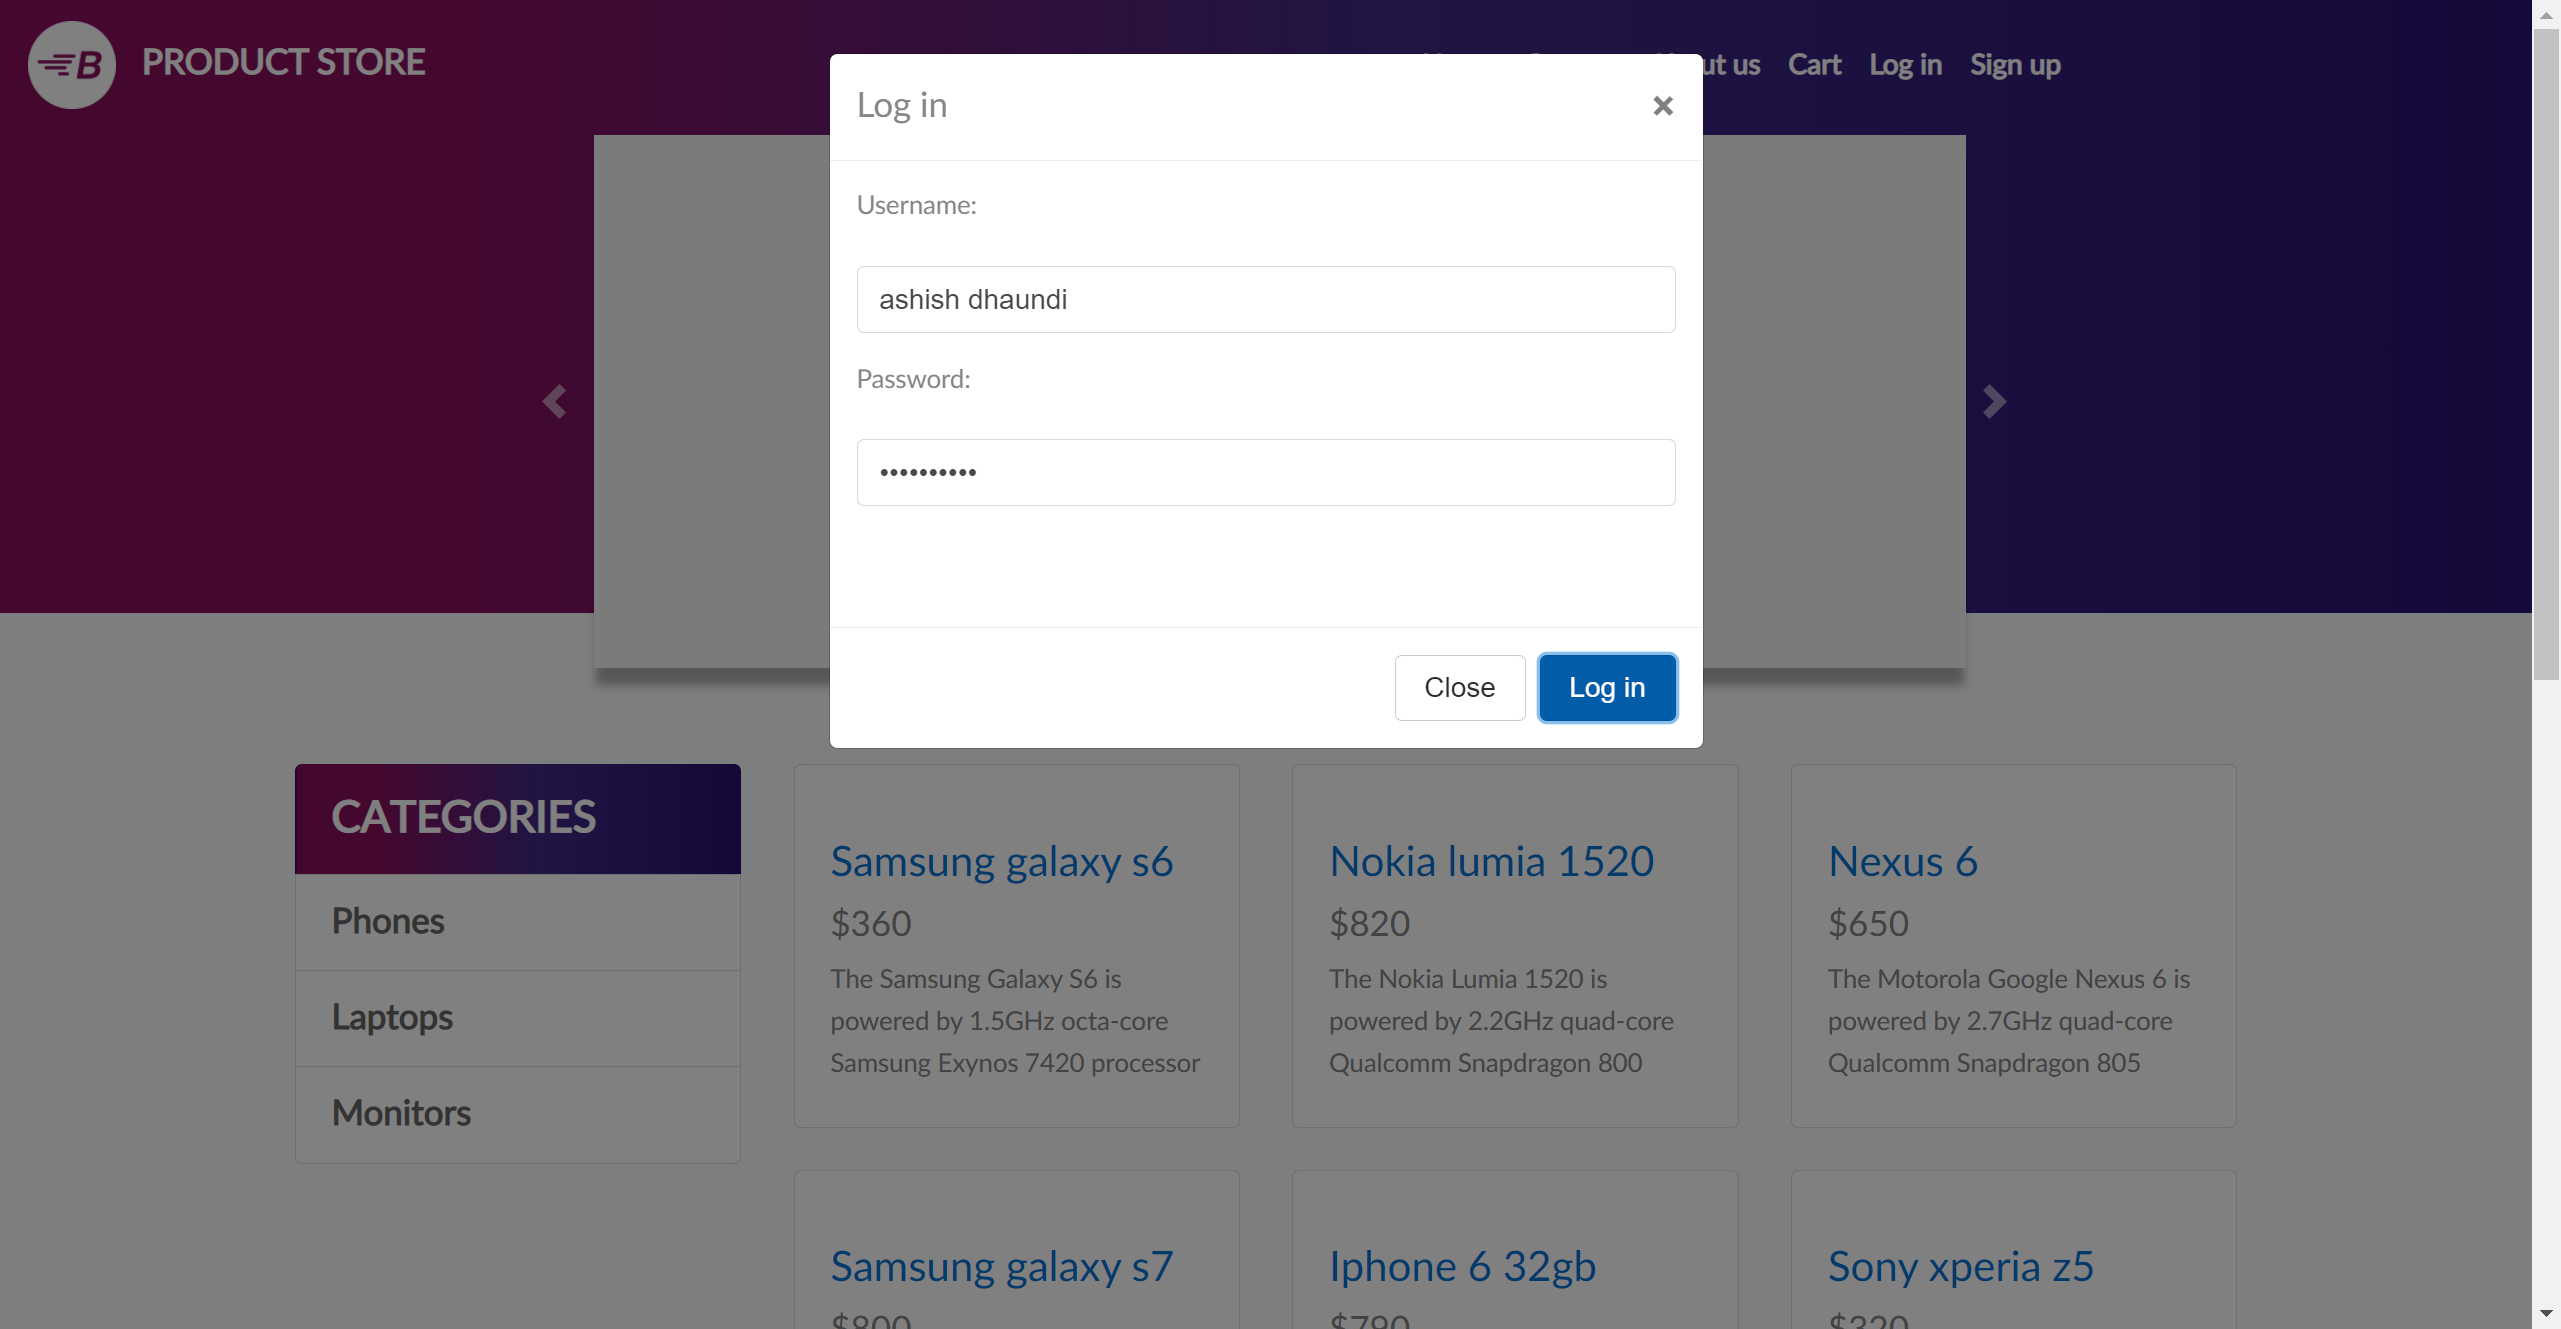 B PRODUCT STORE
ut us Cart Log in Sign up
Log in ×
Username:
ashish dhaundi
Password:
••••••••••
Close Log in
CATEGORIES
Phones
Laptops
Monitors
Samsung galaxy s6
$360
The Samsung Galaxy S6 is
powered by 1.5GHz octa-core
Samsung Exynos 7420 processor
Nokia lumia 1520
$820
The Nokia Lumia 1520 is
powered by 2.2GHz quad-core
Qualcomm Snapdragon 800
Nexus 6
$650
The Motorola Google Nexus 6 is
powered by 2.7GHz quad-core
Qualcomm Snapdragon 805
Samsung galaxy s7
$800
Iphone 6 32gb
$790
Sony xperia z5
$320